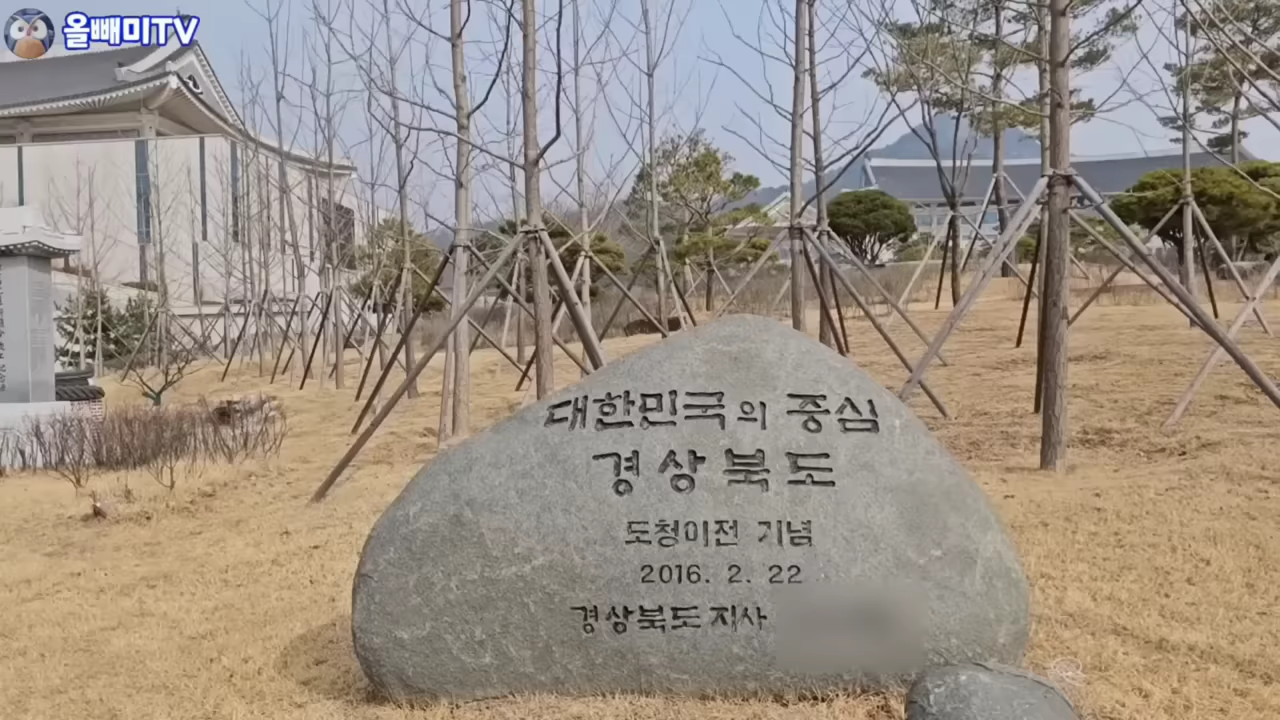 올빼미TV
대한민국의 중심
경상북도
도청이전 기념
2016. 2. 22
경상북도지사